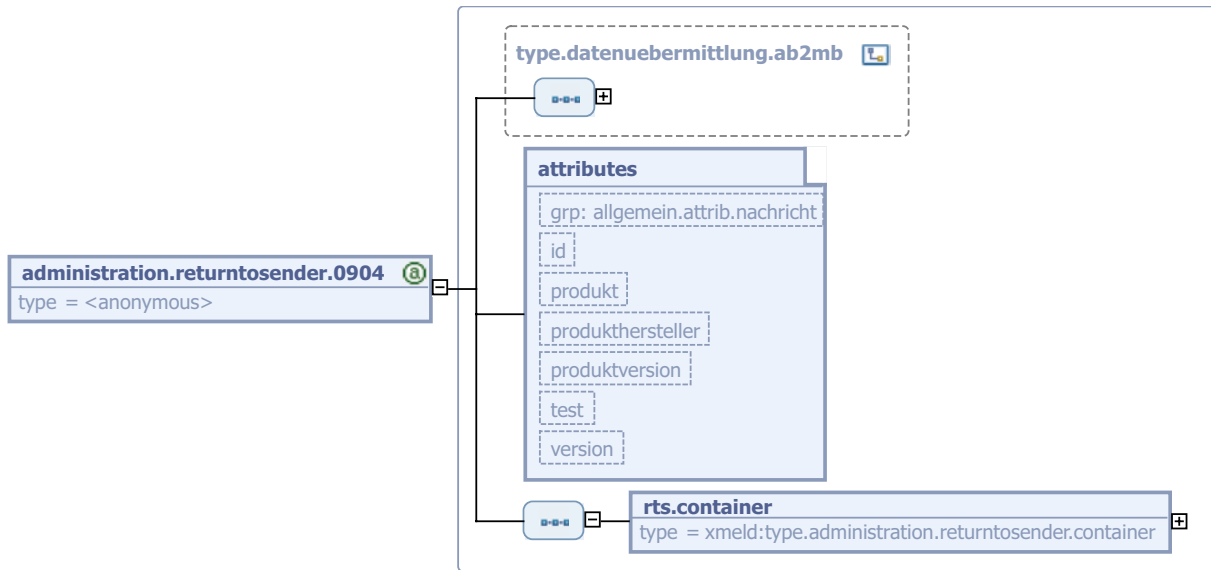 type.datenuebermittlung.ab2mb
attributes
grp: allgemein.attrib.nachricht
id
produkt
produkthersteller
produktversion
test
version
administration.returntosender.0904 @
type = <anonymous>
rts.container
type = xmeld:type.administration.returntosender.container